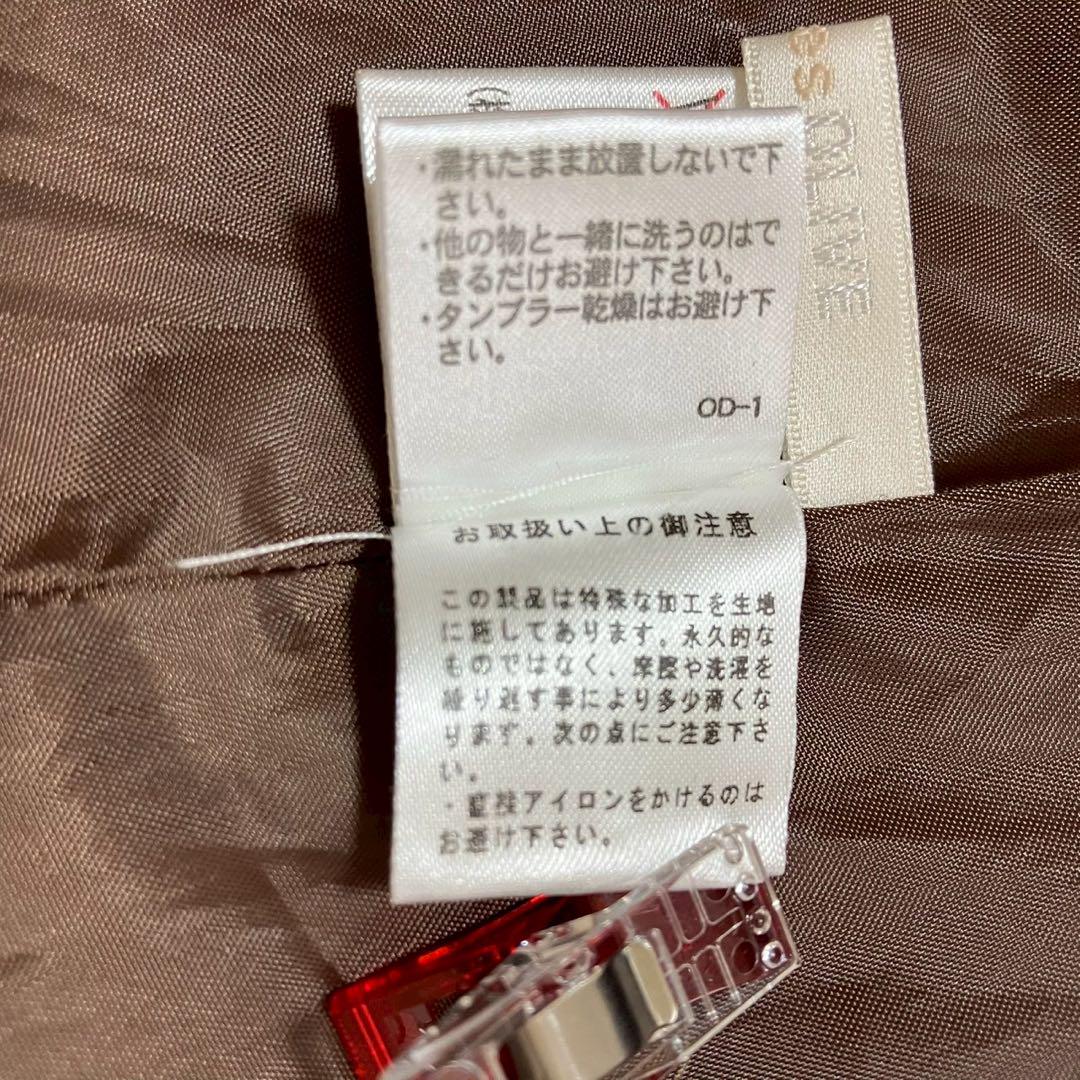 ・濡れたまま放置しないで下
さい。
・他の物と一緒に洗うのはで
きるだけお避け下さい。
・タンブラー乾燥はお避け下
さい。
OD-1
お取扱い上の御注意
この製品は特殊な加工を生地
に施してあります。永久的な
ものではなく、摩擦や洗濯を
繰り返す事により多少薄くな
ります。次の点にご注意下さ
い。
・直接アイロンをかけるのは
お避け下さい。
es